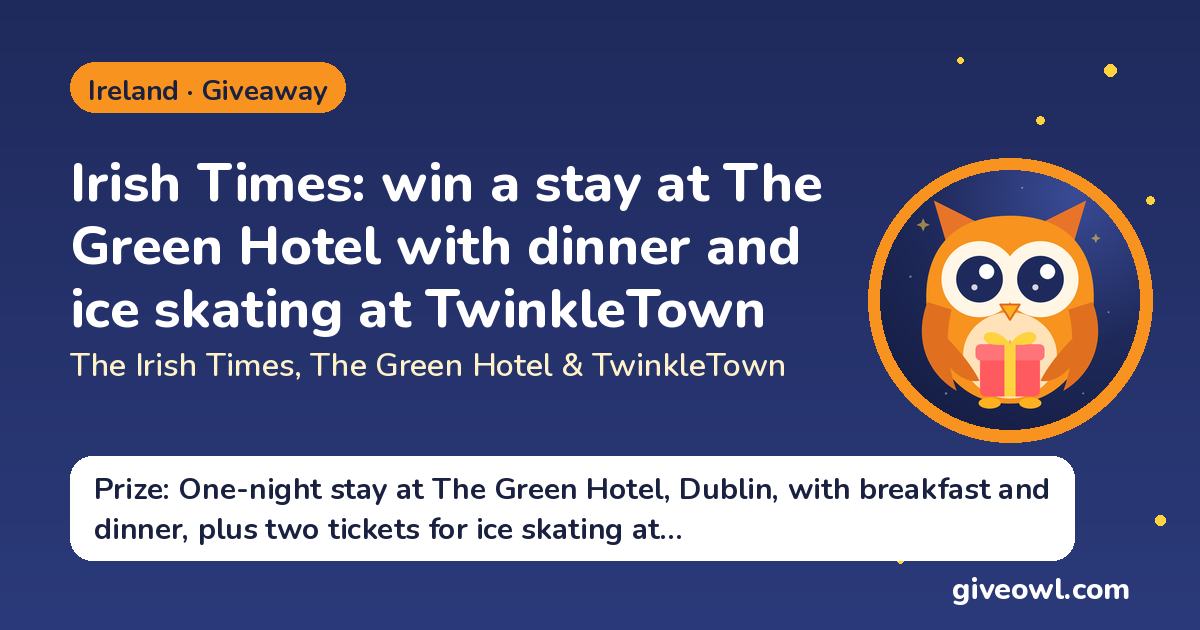 Ireland · Giveaway
Irish Times: win a stay at The
Green Hotel with dinner and
ice skating at TwinkleTown
The Irish Times, The Green Hotel & TwinkleTown
Prize: One-night stay at The Green Hotel, Dublin, with breakfast and
dinner, plus two tickets for ice skating at...
giveowl.com